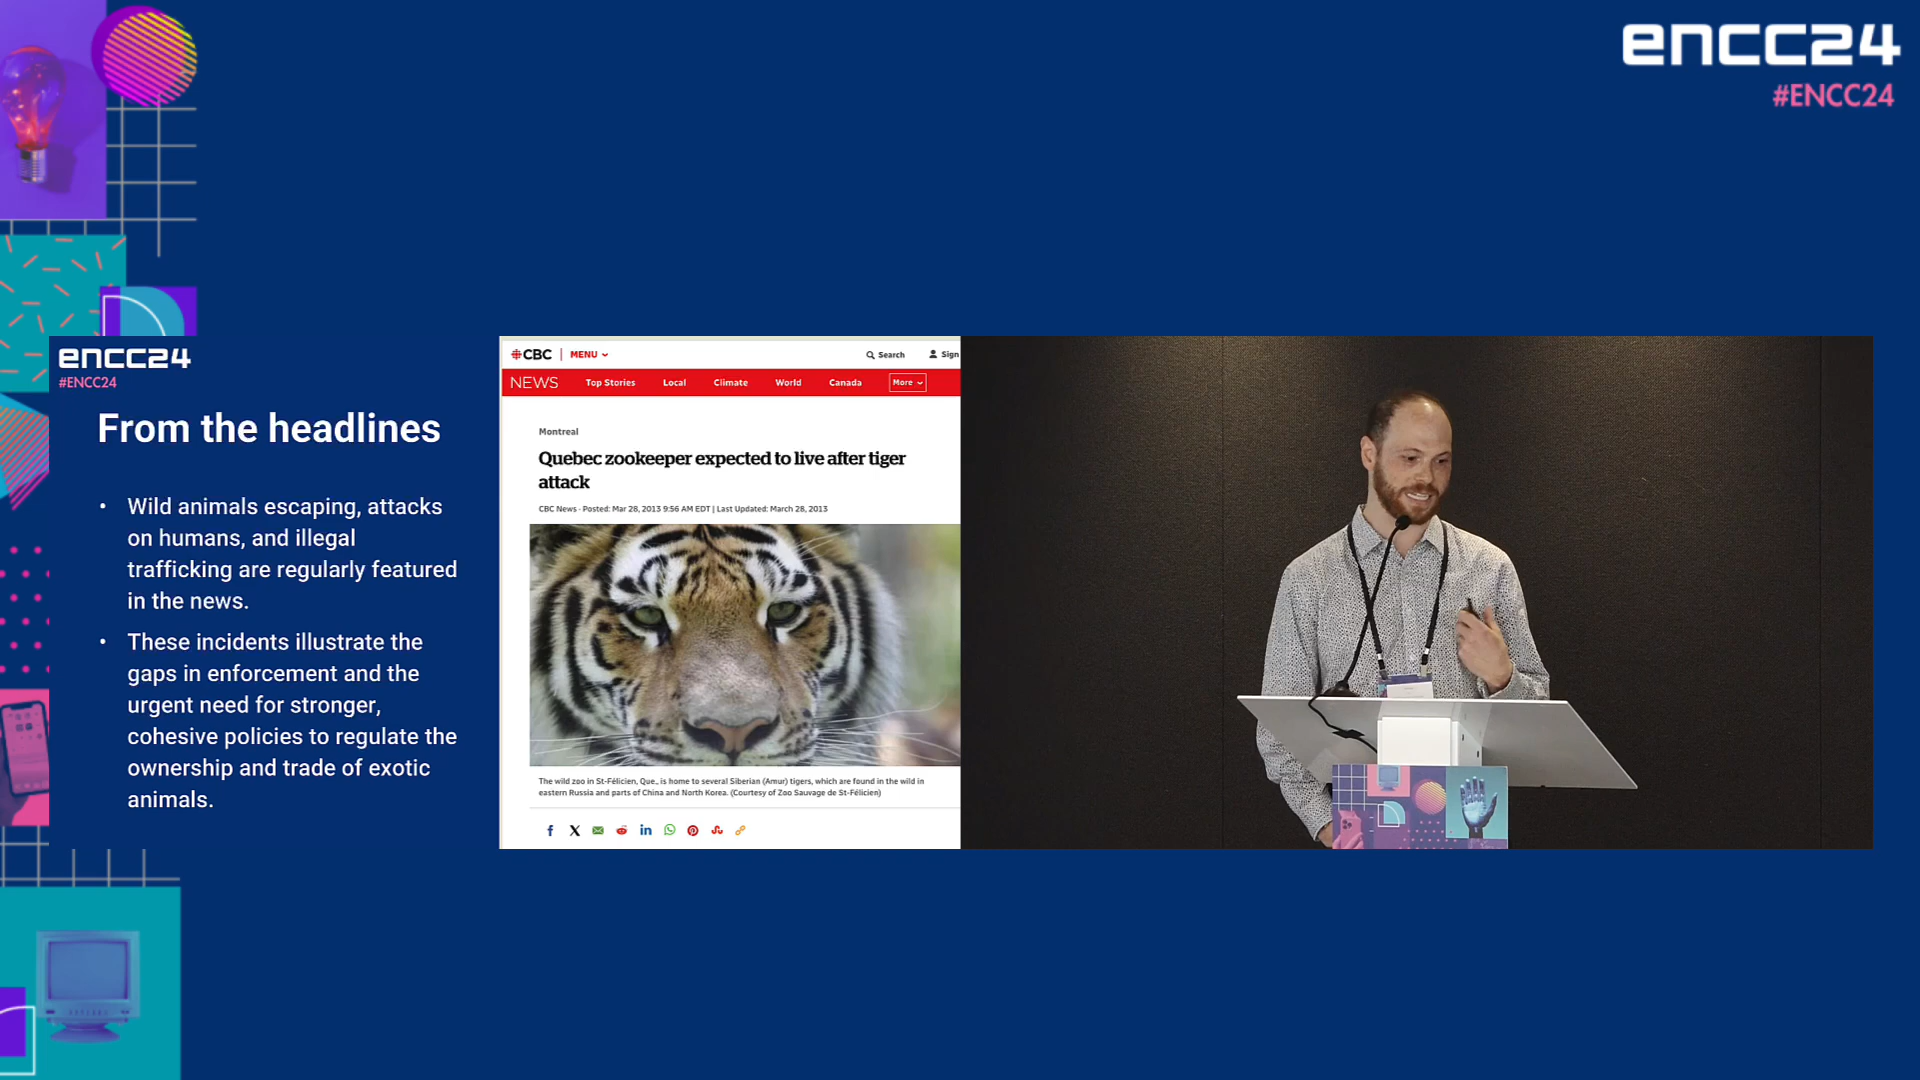 encc24
#ENCC24
encc24
#ENCC24
From the headlines
• Wild animals escaping, attacks
on humans, and illegal
trafficking are regularly featured
in the news.
• These incidents illustrate the
gaps in enforcement and the
urgent need for stronger,
cohesive policies to regulate the
ownership and trade of exotic
animals.
CBC | MENU
Search
Sign
NEWS Top Stories Local Climate World Canada More
Montreal
Quebec zookeeper expected to live after tiger
attack
CBC News · Posted: Mar 28, 2013 9:56 AM EDT | Last Updated: March 28, 2013
The wild zoo in St-Félicien, Que., is home to several Siberian (Amur) tigers, which are found in the wild in
eastern Russia and parts of China and North Korea. (Courtesy of Zoo Sauvage de St-Félicien)